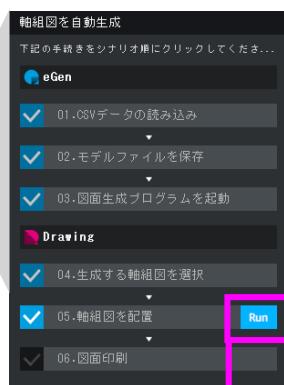 軸組図を自動生成
下記の手続きをシナリオ順にクリックしてくださ...
eGen
01.CSVデータの読み込み
02.モデルファイルを保存
03.図面生成プログラムを起動
Drawing
04.生成する軸組図を選択
05.軸組図を配置 Run
06.図面印刷